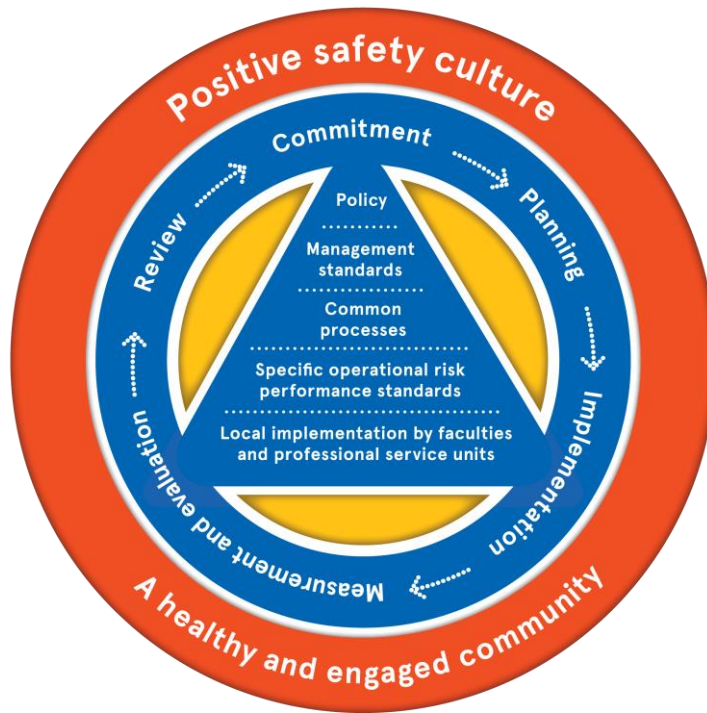 Positive safety culture
Commitment
Planning
Implementation
Measurement and evaluation
Review
Policy
Management
standards
Common
processes
Specific operational risk
performance standards
Local implementation by faculties
and professional service units
A healthy and engaged community